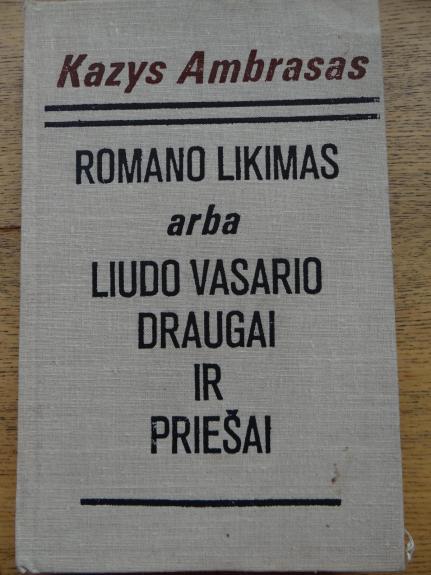 Kazys Ambrasas
ROMANO LIKIMAS
arba
LIUDO VASARIO
DRAUGAI
IR
PRIEŠAI